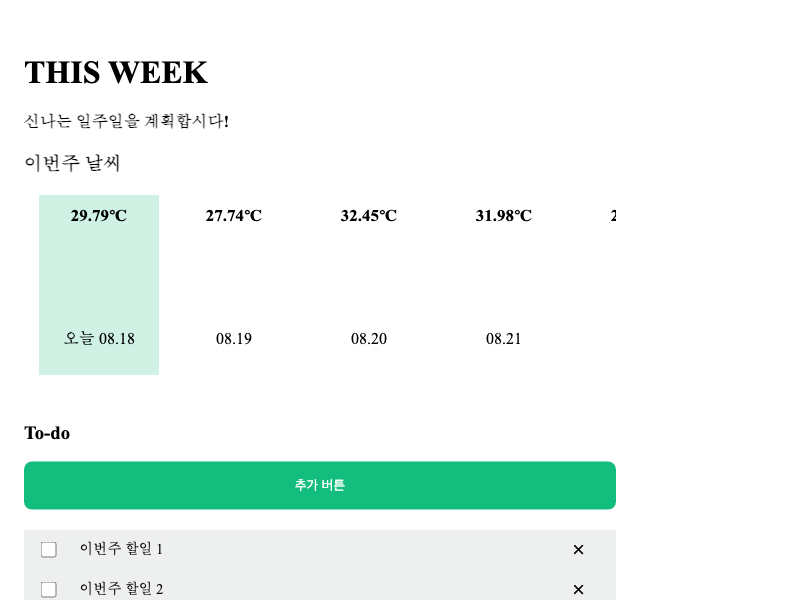 THIS WEEK
신나는 일주일을 계획합시다!
이번주 날씨
29.79°C 27.74°C 32.45°C 31.98°C
오늘 08.18 08.19 08.20 08.21
To-do
추가 버튼
이번주 할일 1 ✕
이번주 할일 2 ✕